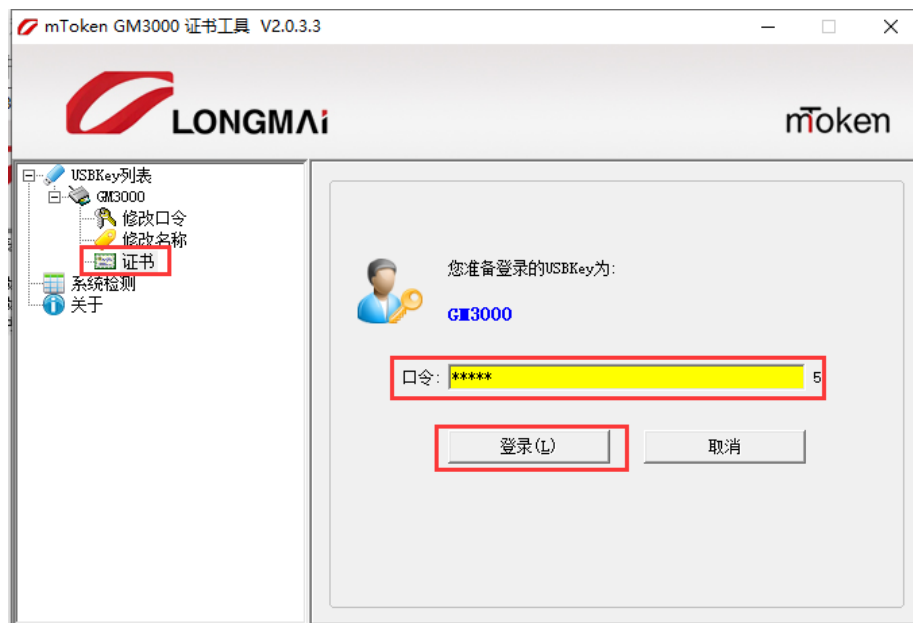 mToken GM3000 证书工具 V2.0.3.3
LONGMAi
mToken
USBKey列表
GM3000
修改口令
修改名称
证书
系统检测
关于
您准备登录的USBKey为:
GM3000
口令: ***** 5
登录(L) 取消